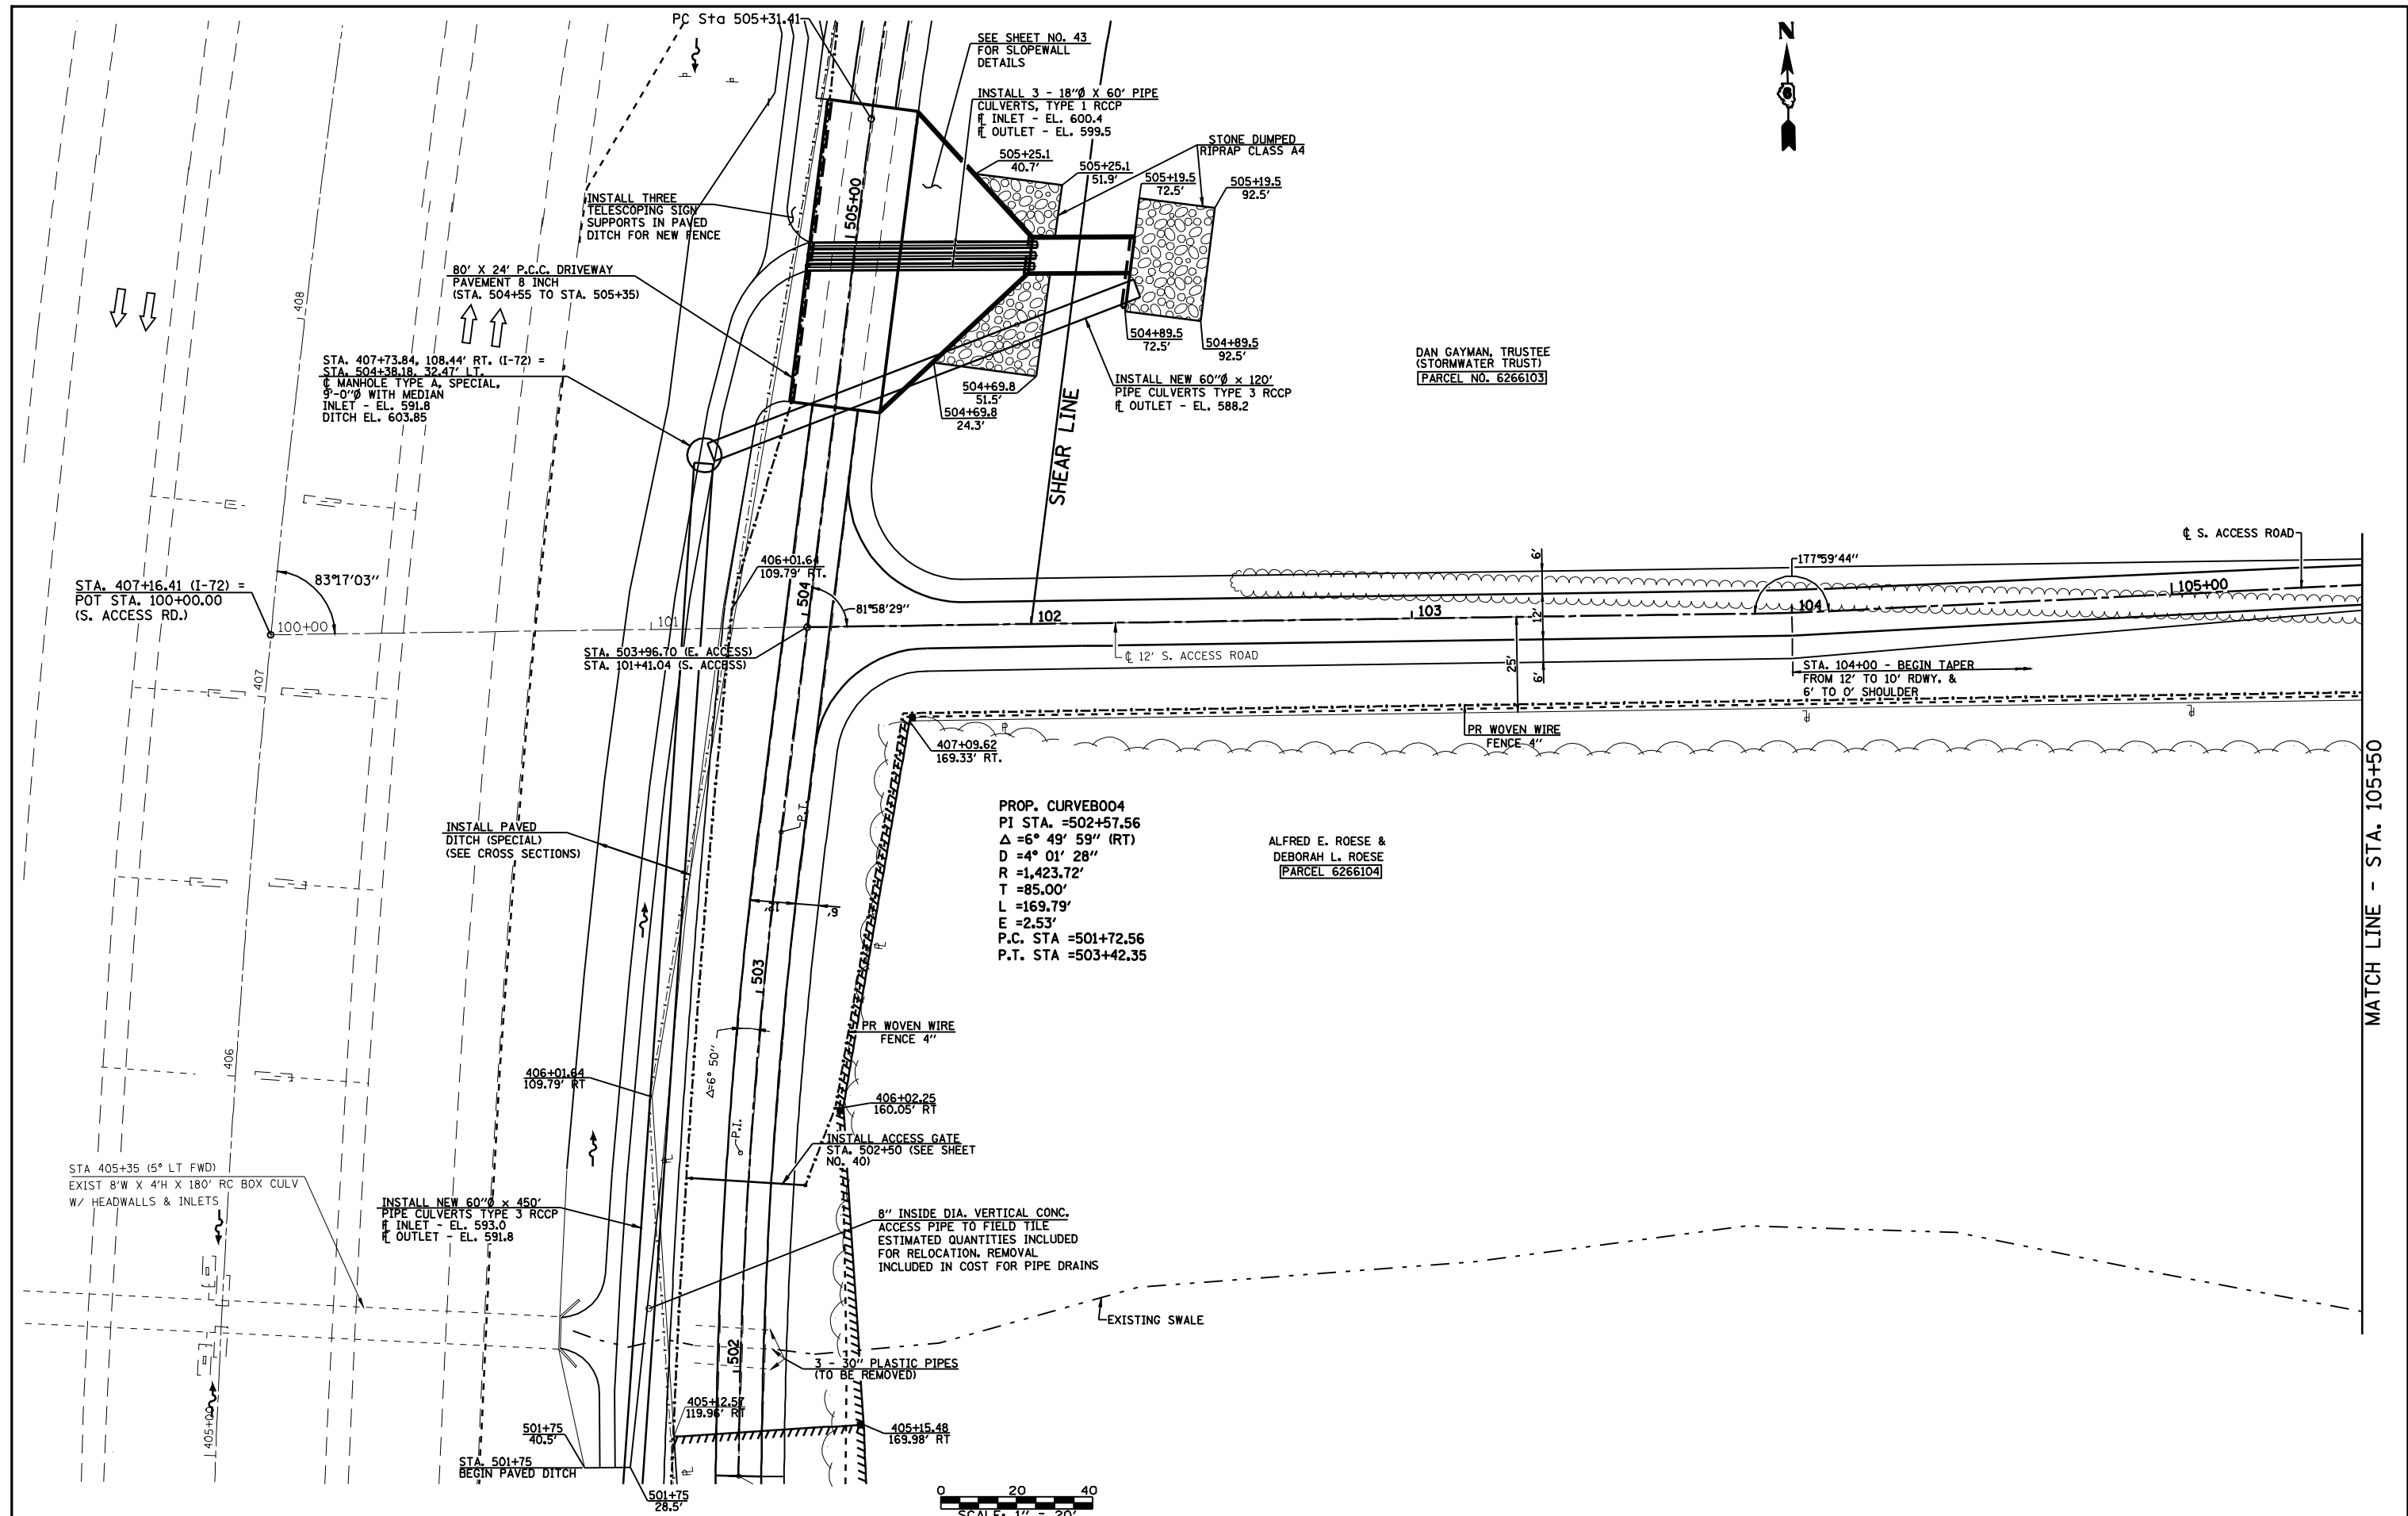 PC Sta 505+31.41
SEE SHEET NO. 43
FOR SLOPEWALL
DETAILS
N
6
INSTALL 3 - 18"Ø X 60' PIPE
CULVERTS, TYPE 1 RCCP
FL INLET - EL. 600.4
FL OUTLET - EL. 599.5
STONE DUMPED
RIPRAP CLASS A4
505+25.1
40.7'
505+25.1
51.9'
505+19.5
72.5'
505+19.5
92.5'
505+00
INSTALL THREE
TELESCOPING SIGN
SUPPORTS IN PAVED
DITCH FOR NEW FENCE
80' X 24' P.C.C. DRIVEWAY
PAVEMENT 8 INCH
(STA. 504+55 TO STA. 505+35)
408
STA. 407+73.84, 108.44' RT. (I-72) =
STA. 504+38.18, 32.47' LT.
℄ MANHOLE TYPE A, SPECIAL,
9'-0"Ø WITH MEDIAN
INLET - EL. 591.8
DITCH EL. 603.85
504+89.5
72.5'
504+89.5
92.5'
504+69.8
51.5'
504+69.8
24.3'
INSTALL NEW 60"Ø x 120'
PIPE CULVERTS TYPE 3 RCCP
FL OUTLET - EL. 588.2
DAN GAYMAN, TRUSTEE
(STORMWATER TRUST)
PARCEL NO. 6266103
SHEAR LINE
℄ S. ACCESS ROAD
177°59'44"
6'
12'
6'
25'
105+00
104
103
102
101
100+00
STA. 407+16.41 (I-72) =
POT STA. 100+00.00
(S. ACCESS RD.)
83°17'03"
406+01.64
109.79' RT.
504
81°58'29"
STA. 503+96.70 (E. ACCESS)
STA. 101+41.04 (S. ACCESS)
℄ 12' S. ACCESS ROAD
STA. 104+00 - BEGIN TAPER
FROM 12' TO 10' RDWY. &
6' TO 0' SHOULDER
407
PR WOVEN WIRE
FENCE 4"
407+09.62
169.33' RT.
P.T.
MATCH LINE - STA. 105+50
PROP. CURVEB004
PI STA. =502+57.56
Δ =6° 49' 59" (RT)
D =4° 01' 28"
R =1,423.72'
T =85.00'
L =169.79'
E =2.53'
P.C. STA =501+72.56
P.T. STA =503+42.35
ALFRED E. ROESE &
DEBORAH L. ROESE
PARCEL 6266104
INSTALL PAVED
DITCH (SPECIAL)
(SEE CROSS SECTIONS)
12'
6'
503
PR WOVEN WIRE
FENCE 4"
Δ=6° 50"
406
406+01.64
109.79' RT
406+02.25
160.05' RT
P.I.
INSTALL ACCESS GATE
STA. 502+50 (SEE SHEET
NO. 40)
STA 405+35 (5° LT FWD)
EXIST 8'W X 4'H X 180' RC BOX CULV
W/ HEADWALLS & INLETS
INSTALL NEW 60"Ø x 450'
PIPE CULVERTS TYPE 3 RCCP
FL INLET - EL. 593.0
FL OUTLET - EL. 591.8
8" INSIDE DIA. VERTICAL CONC.
ACCESS PIPE TO FIELD TILE
ESTIMATED QUANTITIES INCLUDED
FOR RELOCATION. REMOVAL
INCLUDED IN COST FOR PIPE DRAINS
EXISTING SWALE
502
3 - 30" PLASTIC PIPES
(TO BE REMOVED)
405+00
405+12.57
119.96' RT
405+15.48
169.98' RT
501+75
40.5'
STA. 501+75
BEGIN PAVED DITCH
501+75
28.5'
0 20 40
SCALE: 1" = 20'